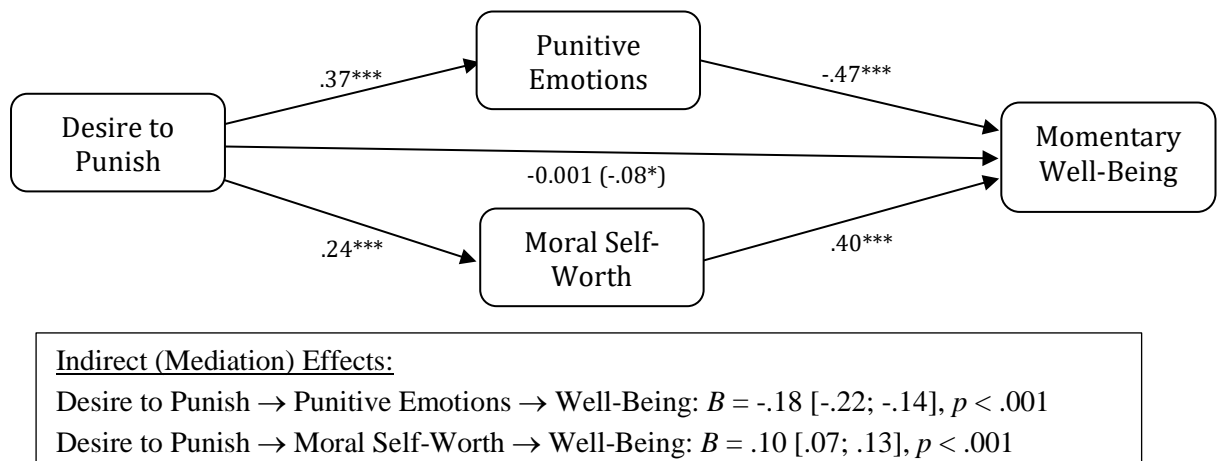 Punitive
Emotions
.37***
-.47***
Desire to
Punish
Momentary
Well-Being
-0.001 (-.08*)
.24***
Moral Self-
Worth
.40***
Indirect (Mediation) Effects:
Desire to Punish → Punitive Emotions → Well-Being: B = -.18 [-.22; -.14], p < .001
Desire to Punish → Moral Self-Worth → Well-Being: B = .10 [.07; .13], p < .001